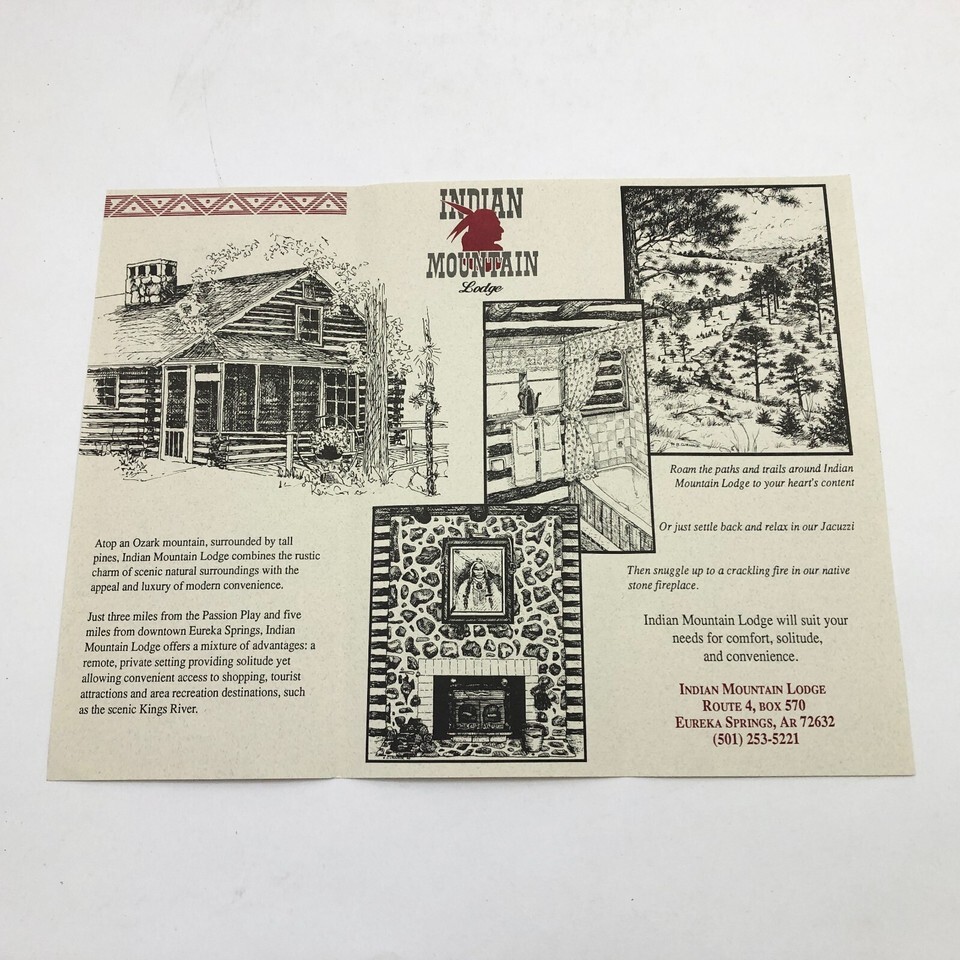 INDIAN
MOUNTAIN
Lodge
Atop an Ozark mountain, surrounded by tall
pines, Indian Mountain Lodge combines the rustic
charm of scenic natural surroundings with the
appeal and luxury of modern convenience.
Just three miles from the Passion Play and five
miles from downtown Eureka Springs, Indian
Mountain Lodge offers a mixture of advantages: a
remote, private setting providing solitude yet
allowing convenient access to shopping, tourist
attractions and area recreation destinations, such
as the scenic Kings River.
Roam the paths and trails around Indian
Mountain Lodge to your heart's content
Or just settle back and relax in our Jacuzzi
Then snuggle up to a crackling fire in our native
stone fireplace.
Indian Mountain Lodge will suit your
needs for comfort, solitude,
and convenience.
INDIAN MOUNTAIN LODGE
ROUTE 4, BOX 570
EUREKA SPRINGS, AR 72632
(501) 253-5221